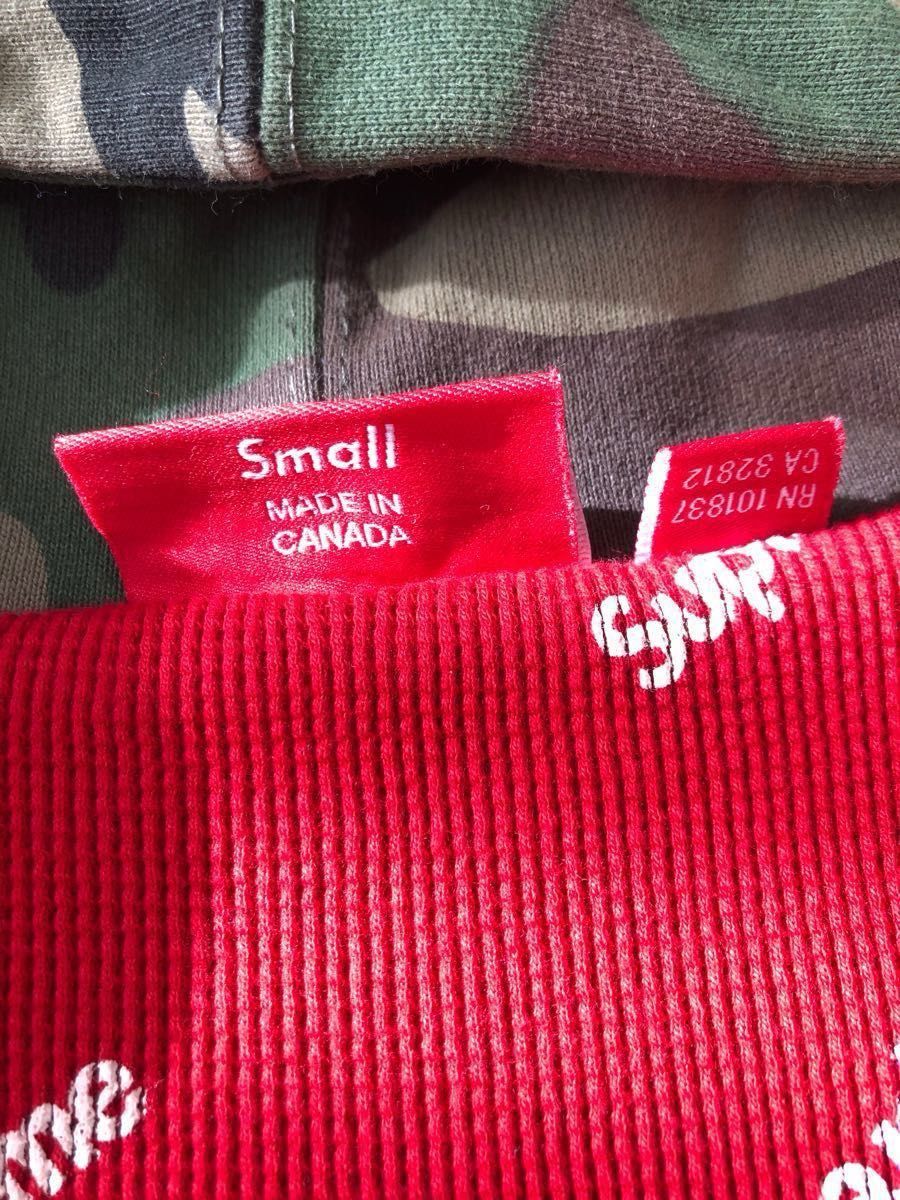 Small
MADE IN
CANADA
RN 101837
CA 32812